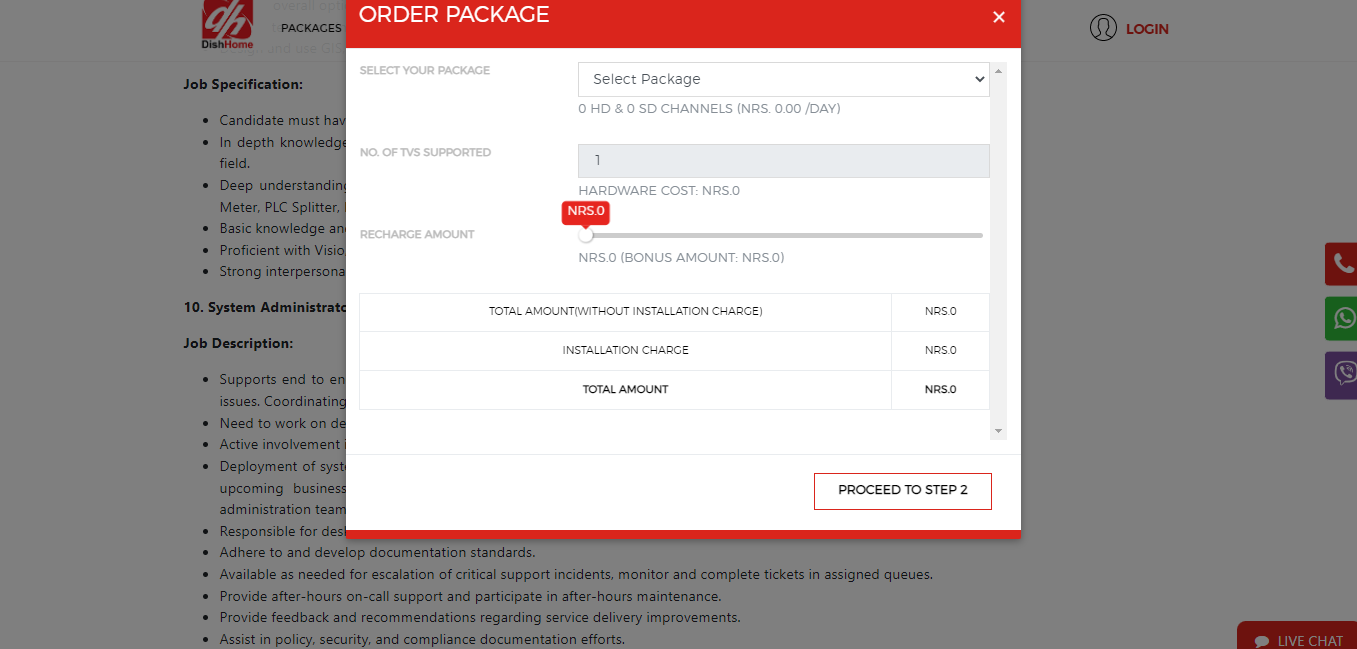 overall opti
DishHome
PACKAGES
and use GI
LOGIN
ORDER PACKAGE
×
SELECT YOUR PACKAGE
Select Package
0 HD & 0 SD CHANNELS (NRS. 0.00 /DAY)
NO. OF TVS SUPPORTED
1
HARDWARE COST: NRS.0
NRS.0
RECHARGE AMOUNT
NRS.0 (BONUS AMOUNT: NRS.0)
TOTAL AMOUNT(WITHOUT INSTALLATION CHARGE) NRS.0
INSTALLATION CHARGE NRS.0
TOTAL AMOUNT NRS.0
PROCEED TO STEP 2
Job Specification:
Candidate must hav
In depth knowledge
field.
Deep understanding
Meter, PLC Splitter,
Basic knowledge an
Proficient with Visio
Strong interpersona
10. System Administrato
Job Description:
Supports end to en
issues. Coordinating
Need to work on de
Active involvement i
Deployment of syste
upcoming business
administration team
Responsible for desk
Adhere to and develop documentation standards.
Available as needed for escalation of critical support incidents, monitor and complete tickets in assigned queues.
Provide after-hours on-call support and participate in after-hours maintenance.
Provide feedback and recommendations regarding service delivery improvements.
Assist in policy, security, and compliance documentation efforts.
LIVE CHAT